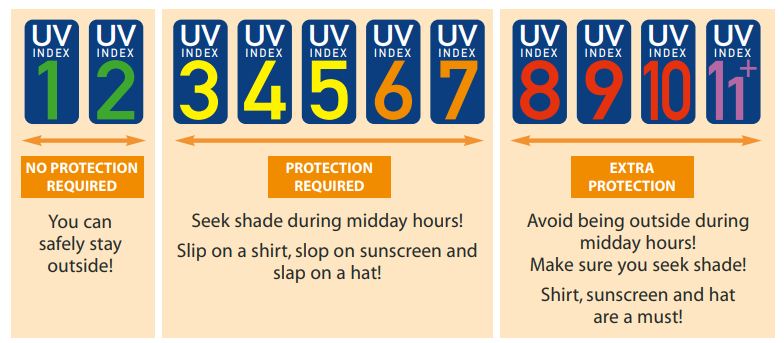 UV
INDEX
1
UV
INDEX
2
NO PROTECTION
REQUIRED
You can
safely stay
outside!
UV
INDEX
3
UV
INDEX
4
UV
INDEX
5
UV
INDEX
6
UV
INDEX
7
PROTECTION
REQUIRED
Seek shade during midday hours!
Slip on a shirt, slop on sunscreen and
slap on a hat!
UV
INDEX
8
UV
INDEX
9
UV
INDEX
10
UV
INDEX
11+
EXTRA
PROTECTION
Avoid being outside during
midday hours!
Make sure you seek shade!
Shirt, sunscreen and hat
are a must!